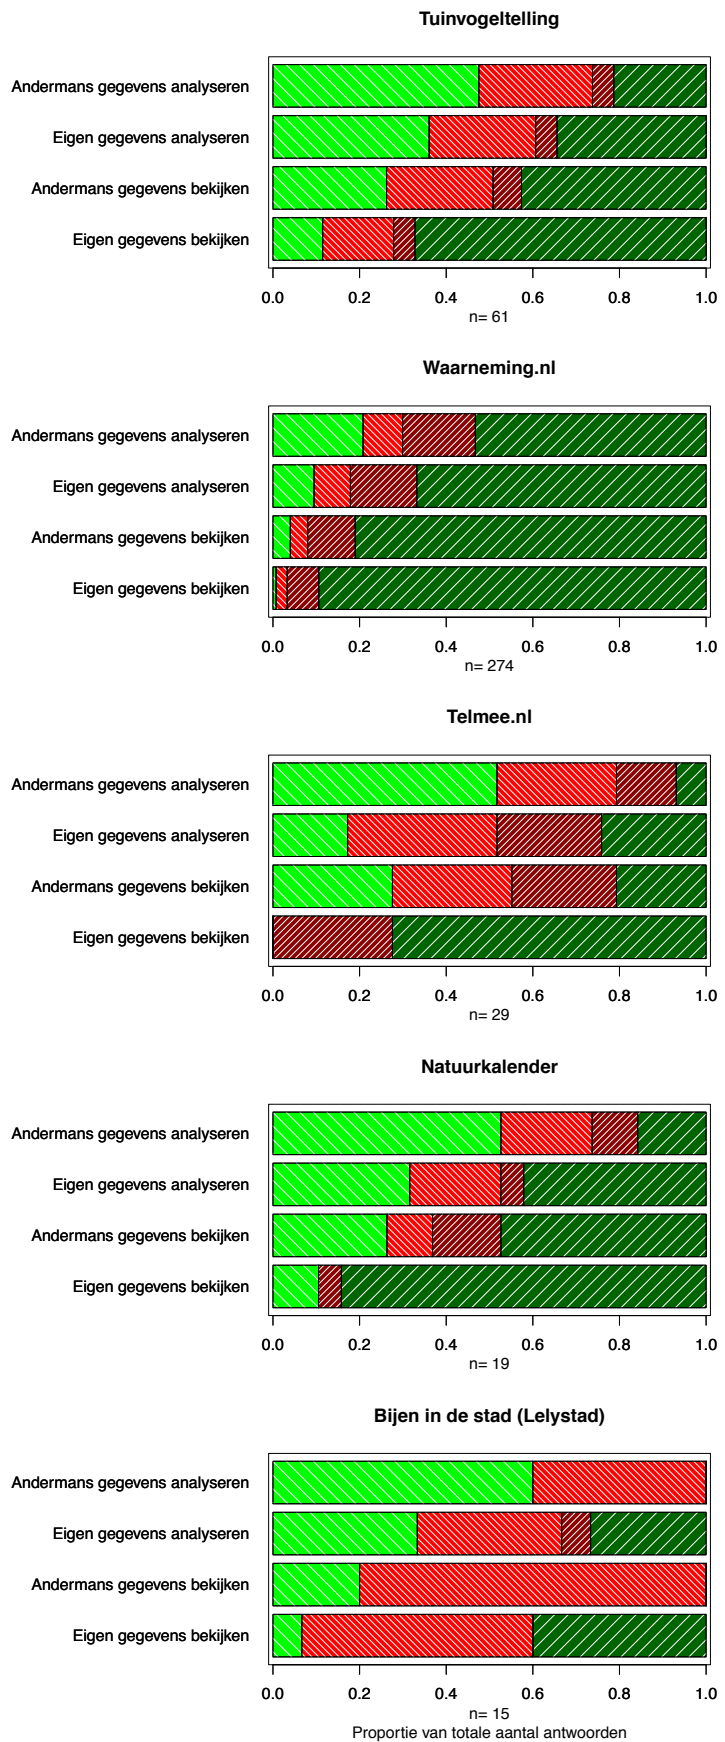 Tuinvogeltelling
Andermans gegevens analyseren
Eigen gegevens analyseren
Andermans gegevens bekijken
Eigen gegevens bekijken
0.0 0.2 0.4 0.6 0.8 1.0
n= 61
Waarneming.nl
Andermans gegevens analyseren
Eigen gegevens analyseren
Andermans gegevens bekijken
Eigen gegevens bekijken
0.0 0.2 0.4 0.6 0.8 1.0
n= 274
Telmee.nl
Andermans gegevens analyseren
Eigen gegevens analyseren
Andermans gegevens bekijken
Eigen gegevens bekijken
0.0 0.2 0.4 0.6 0.8 1.0
n= 29
Natuurkalender
Andermans gegevens analyseren
Eigen gegevens analyseren
Andermans gegevens bekijken
Eigen gegevens bekijken
0.0 0.2 0.4 0.6 0.8 1.0
n= 19
Bijen in de stad (Lelystad)
Andermans gegevens analyseren
Eigen gegevens analyseren
Andermans gegevens bekijken
Eigen gegevens bekijken
0.0 0.2 0.4 0.6 0.8 1.0
n= 15
Proportie van totale aantal antwoorden